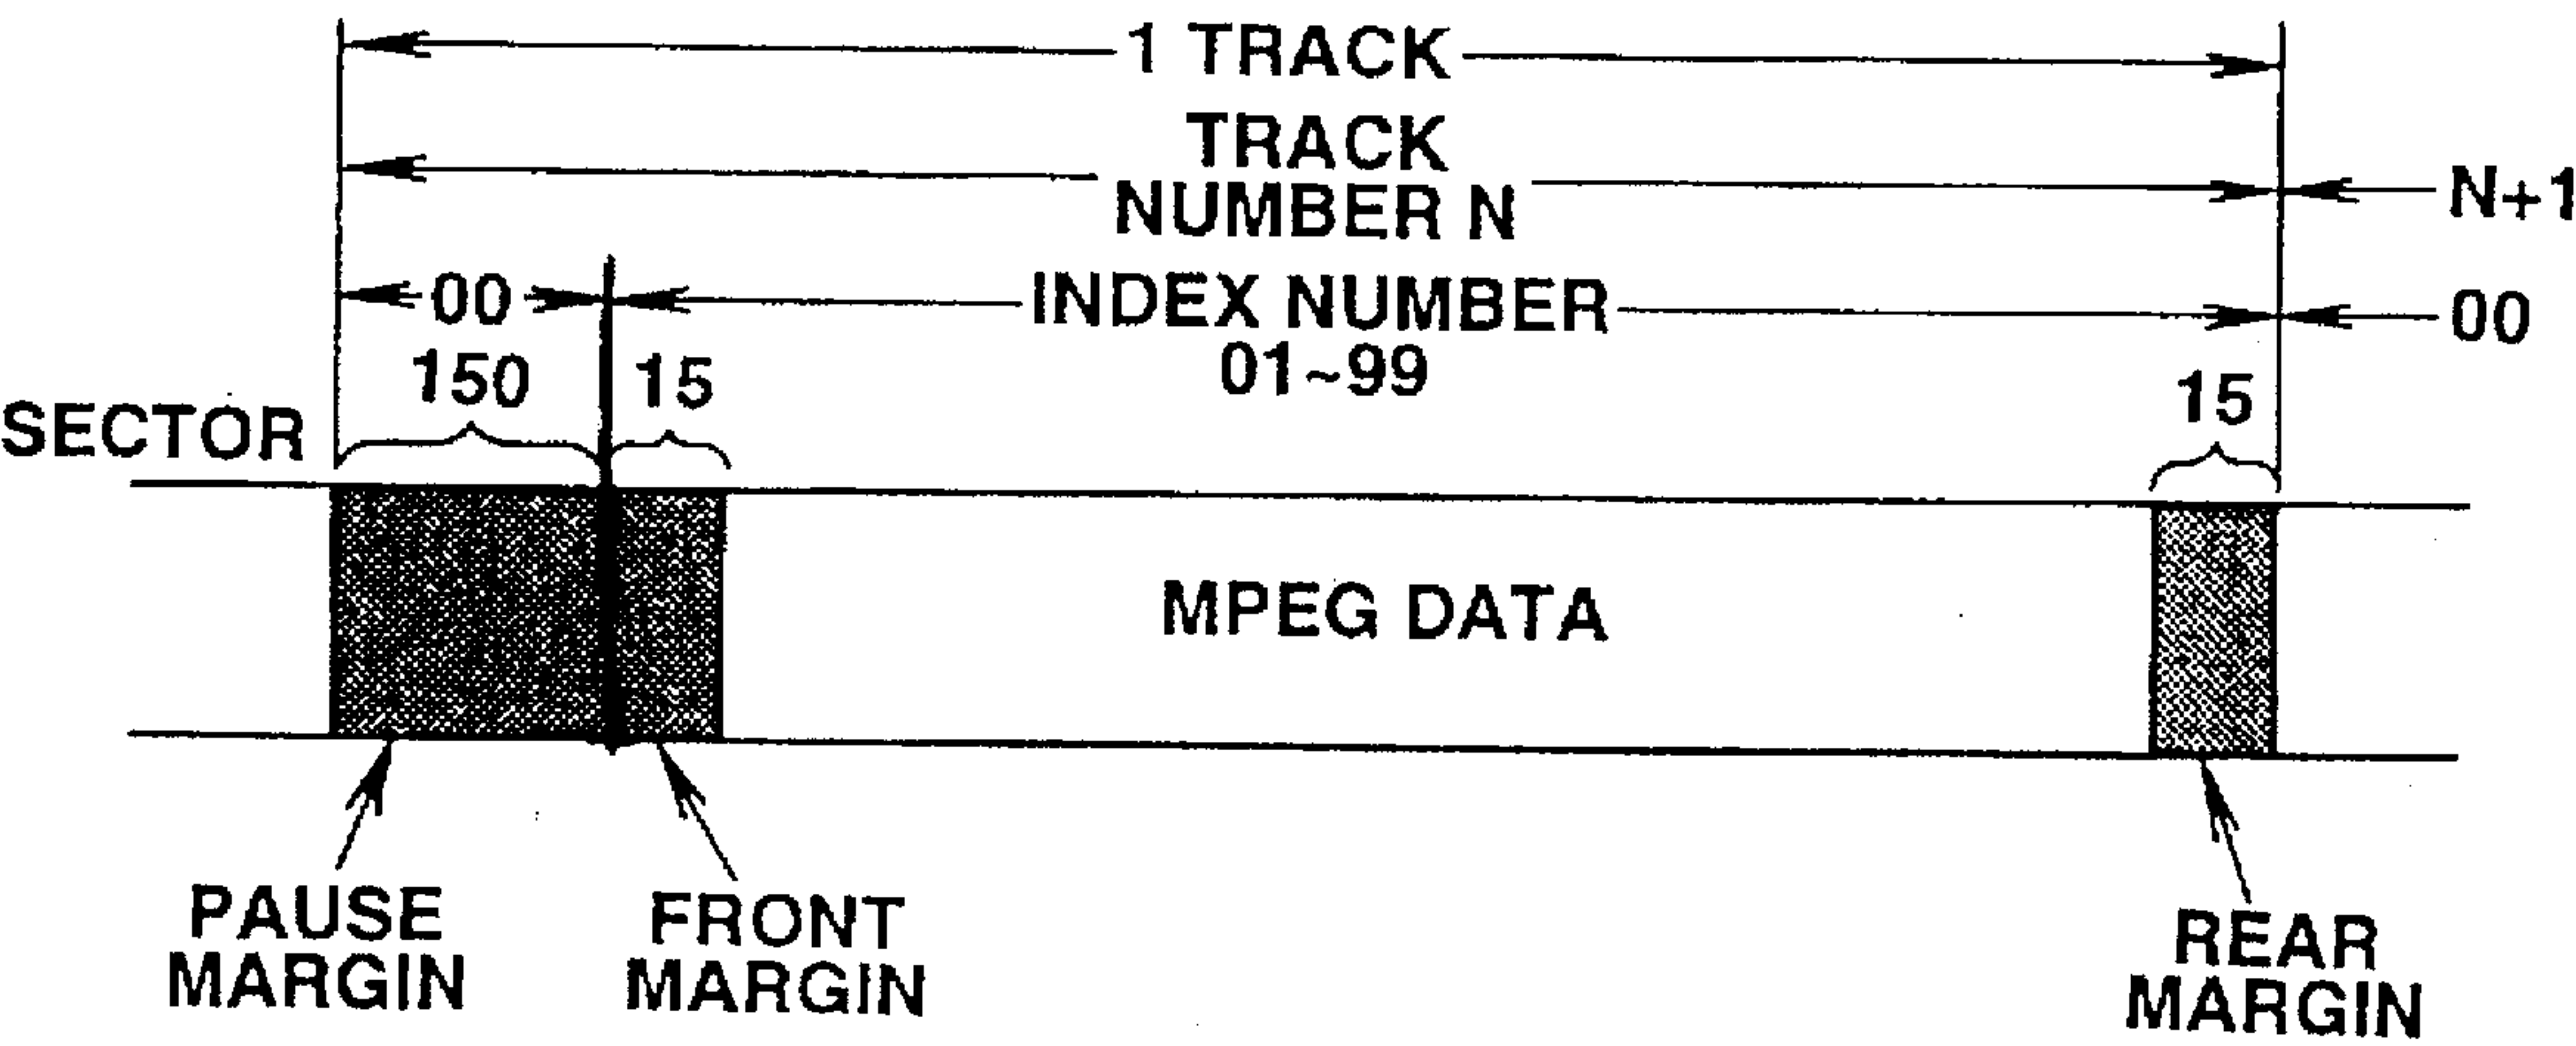 1 TRACK
TRACK
NUMBER N
N+1
00
INDEX NUMBER
01~99
00
150
15
15
SECTOR
MPEG DATA
PAUSE
MARGIN
FRONT
MARGIN
REAR
MARGIN